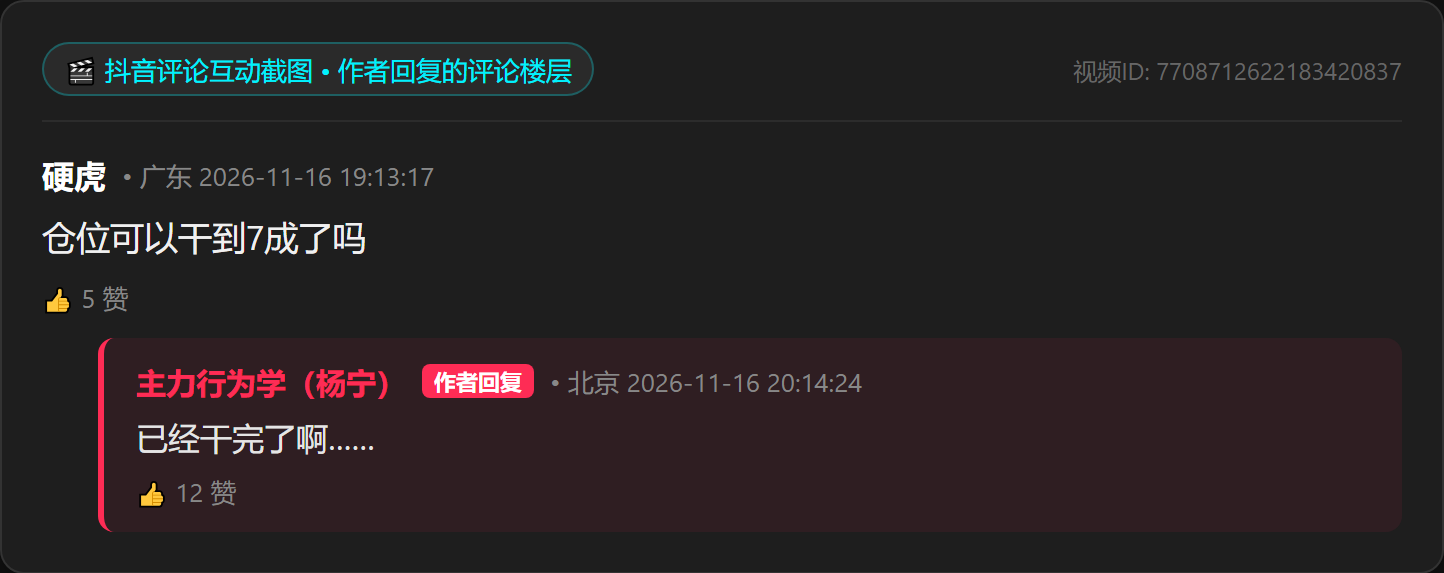 🎬 抖音评论互动截图 • 作者回复的评论楼层
视频ID: 7708712622183420837
硬虎 • 广东 2026-11-16 19:13:17
仓位可以干到7成了吗
👍 5 赞
主力行为学（杨宁） 作者回复 • 北京 2026-11-16 20:14:24
已经干完了啊……
👍 12 赞